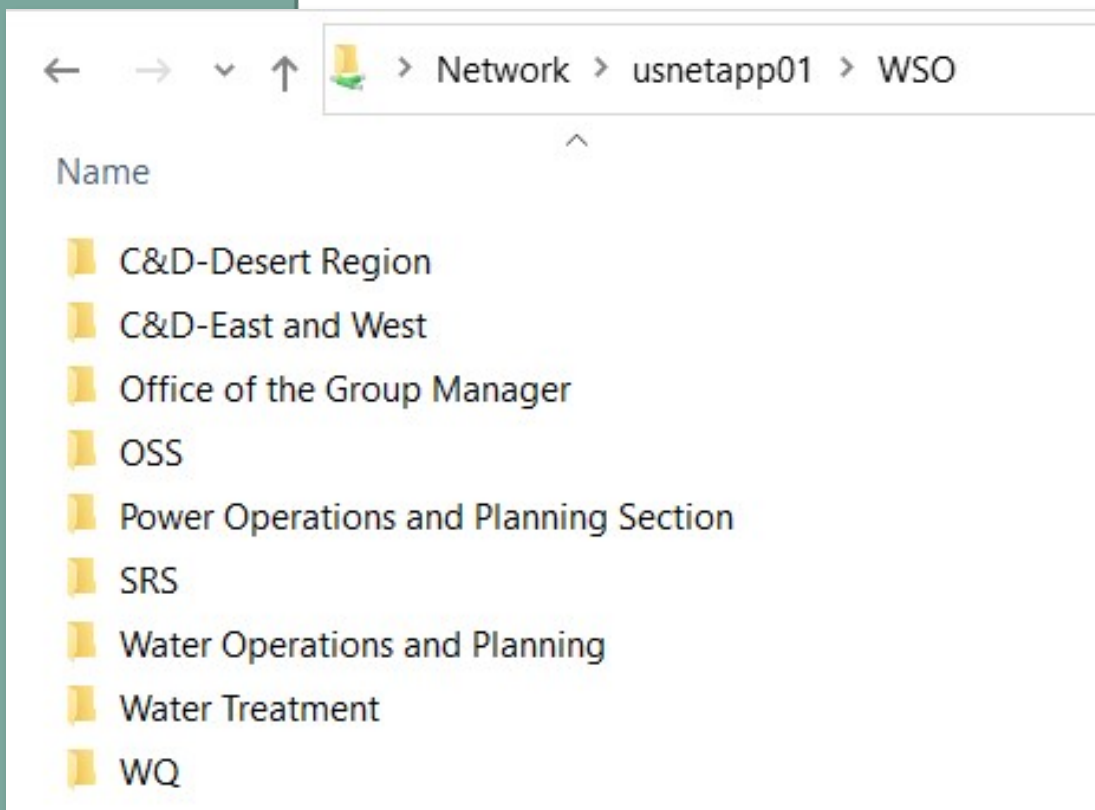 Network > usnetapp01 > WSO
Name
C&D-Desert Region
C&D-East and West
Office of the Group Manager
OSS
Power Operations and Planning Section
SRS
Water Operations and Planning
Water Treatment
WQ